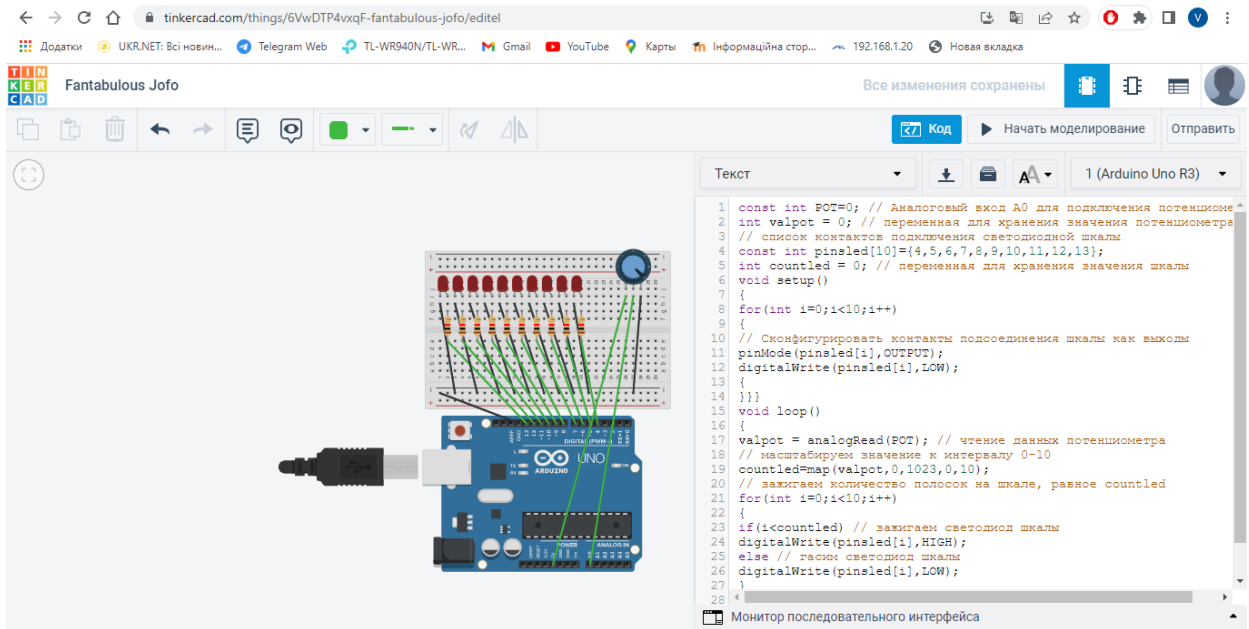 tinkercad.com/things/6VwDTP4vxqF-fantabulous-jofo/editel
V
Додатки UKR.NET: Всі новин... Telegram Web TL-WR940N/TL-WR... Gmail YouTube Карты Інформаційна стор... 192.168.1.20 Новая вкладка
TIN
KER
CAD
Fantabulous Jofo
Все изменения сохранены
Код
Начать моделирование
Отправить
Текст
1 (Arduino Uno R3)
1 const int POT=0; // Аналоговый вход A0 для подключения потенциоме
2 int valpot = 0; // переменная для хранения значения потенциометра
3 // список контактов подключения светодиодной шкалы
4 const int pinsled[10]={4,5,6,7,8,9,10,11,12,13};
5 int countled = 0; // переменная для хранения значения шкалы
6 void setup()
7 {
8 for(int i=0;i<10;i++)
9 {
10 // Сконфигурировать контакты подсоединения шкалы как выходы
11 pinMode(pinsled[i],OUTPUT);
12 digitalWrite(pinsled[i],LOW);
13 {
14 }}}
15 void loop()
16 {
17 valpot = analogRead(POT); // чтение данных потенциометра
18 // масштабируем значение к интервалу 0-10
19 countled=map(valpot,0,1023,0,10);
20 // зажигаем количество полосок на шкале, равное countled
21 for(int i=0;i<10;i++)
22 {
23 if(i<countled) // зажигаем светодиод шкалы
24 digitalWrite(pinsled[i],HIGH);
25 else // гасим светодиод шкалы
26 digitalWrite(pinsled[i],LOW);
27 }
28
DIGITAL (PWM~)
UNO
ARDUINO
POWER
ANALOG IN
Монитор последовательного интерфейса